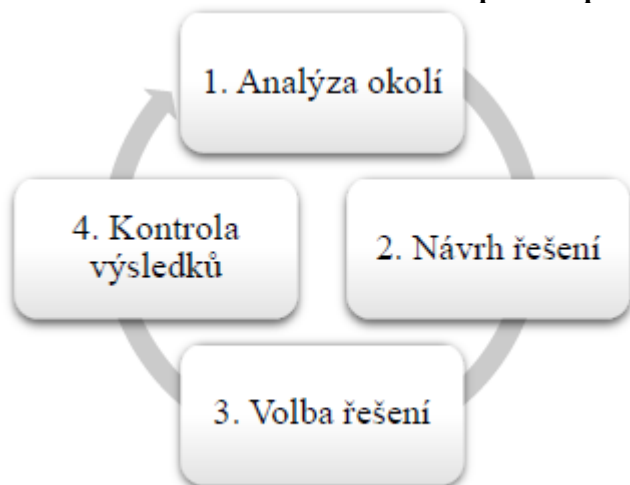 1. Analýza okolí
2. Návrh řešení
3. Volba řešení
4. Kontrola
výsledků